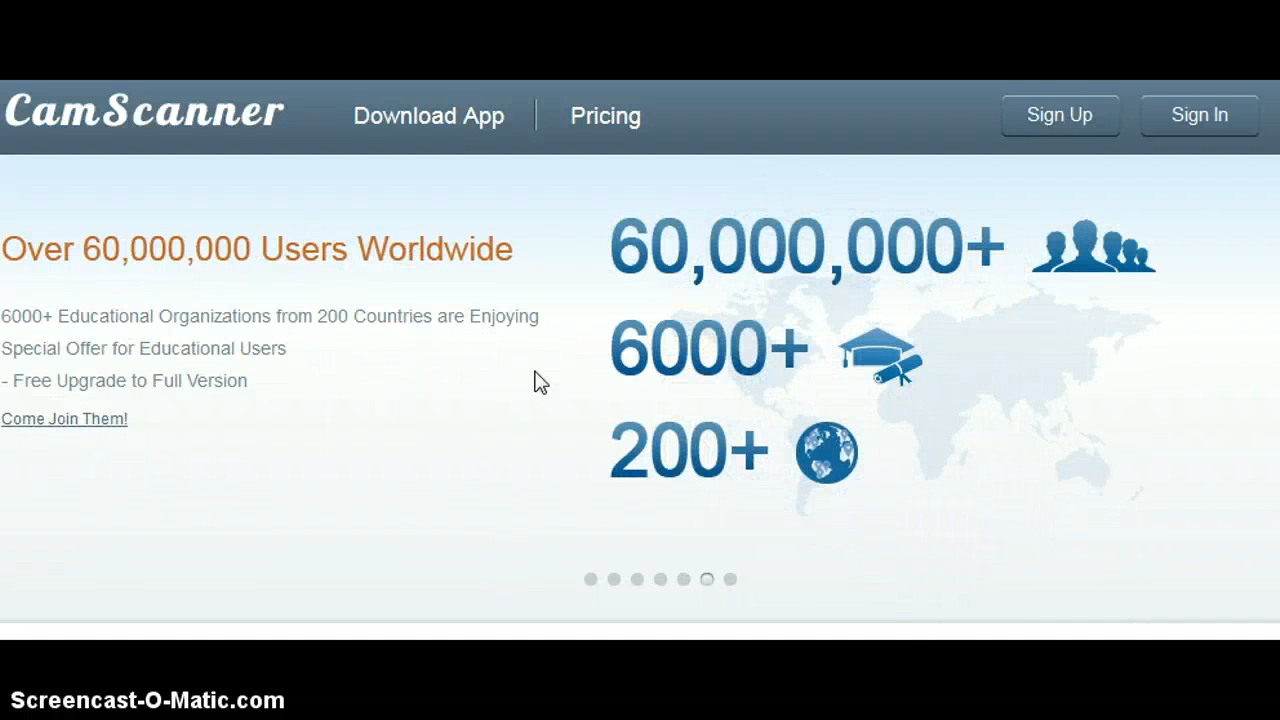 CamScanner
Download App
Pricing
Sign Up
Sign In
Over 60,000,000 Users Worldwide
6000+ Educational Organizations from 200 Countries are Enjoying
Special Offer for Educational Users
- Free Upgrade to Full Version
Come Join Them!
60,000,000+
6000+
200+
Screencast-O-Matic.com